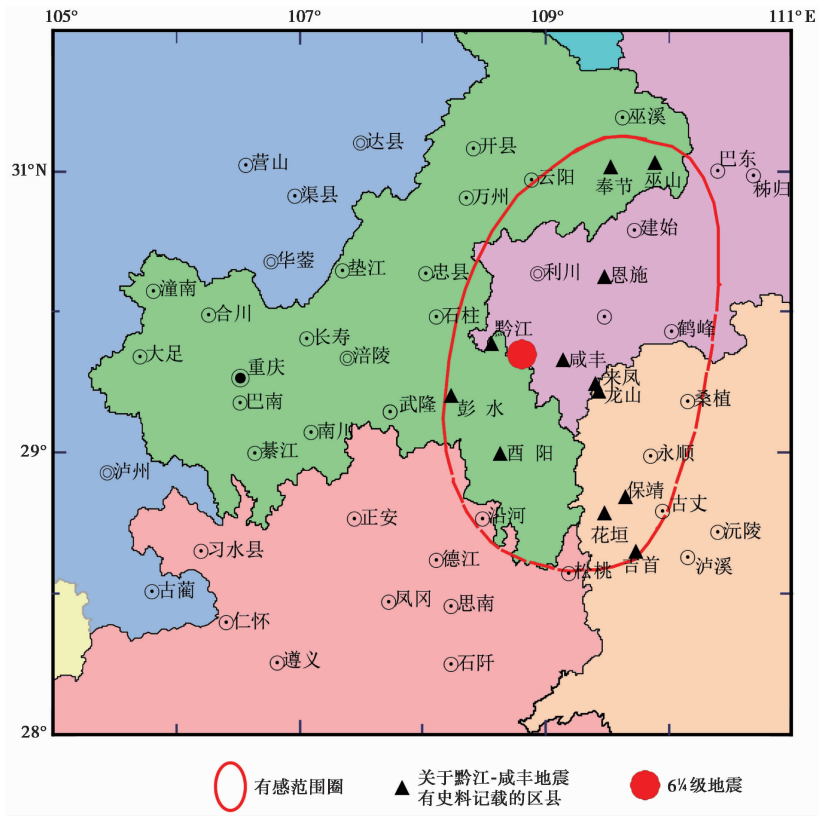 105° 107° 109° 111° E
巫溪
达县
开县
营山
31° N
巴东
云阳
奉节
巫山
秭归
渠县
万州
建始
华蓥
垫江
忠县
利川
恩施
潼南
合川
石柱
黔江
鹤峰
长寿
大足
涪陵
咸丰
重庆
来凤
龙山
巴南
武隆
彭 水
桑植
南川
29°
綦江
酉 阳
永顺
泸州
保靖
古丈
正安
沿河
花垣
沅陵
习水县
德江
松桃
吉首
泸溪
古蔺
凤冈
思南
仁怀
遵义
石阡
28°
有感范围圈
关于黔江-咸丰地震
有史料记载的区县
6¼级地震